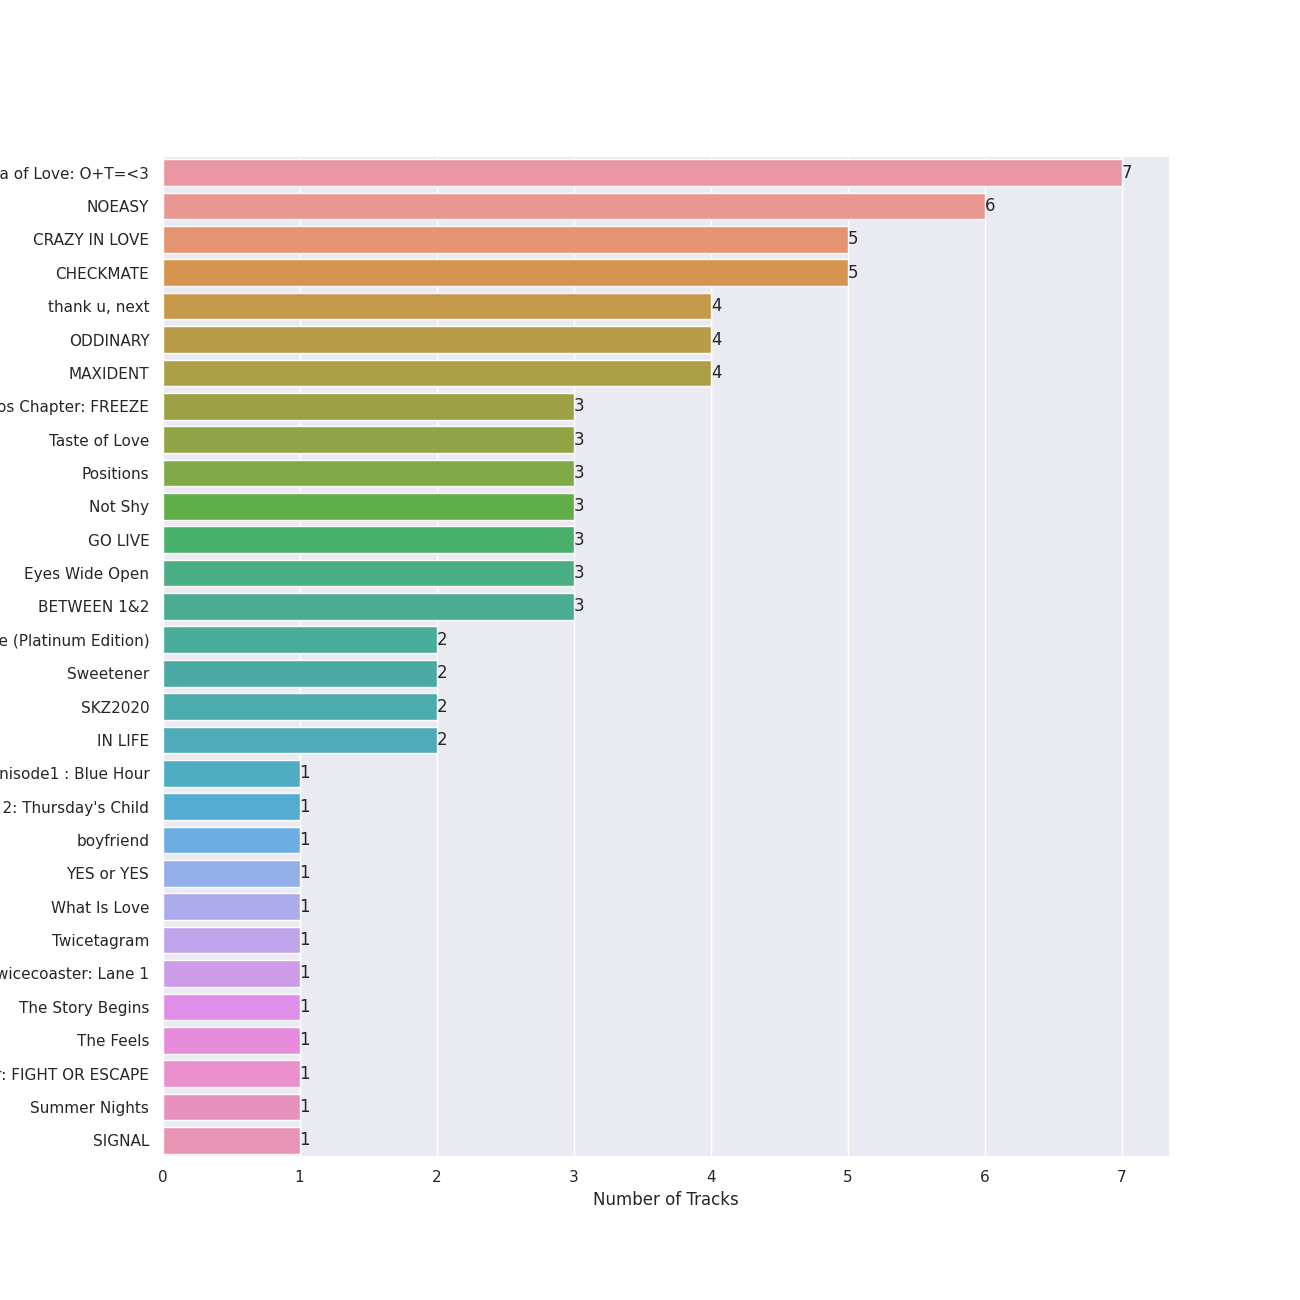 a of Love: O+T=<3 7
NOEASY 6
CRAZY IN LOVE 5
CHECKMATE 5
thank u, next 4
ODDINARY 4
MAXIDENT 4
os Chapter: FREEZE 3
Taste of Love 3
Positions 3
Not Shy 3
GO LIVE 3
Eyes Wide Open 3
BETWEEN 1&2 3
e (Platinum Edition) 2
Sweetener 2
SKZ2020 2
IN LIFE 2
nisode1 : Blue Hour 1
2: Thursday's Child 1
boyfriend 1
YES or YES 1
What Is Love 1
Twicetagram 1
wicecoaster: Lane 1 1
The Story Begins 1
The Feels 1
: FIGHT OR ESCAPE 1
Summer Nights 1
SIGNAL 1
0 1 2 3 4 5 6 7
Number of Tracks